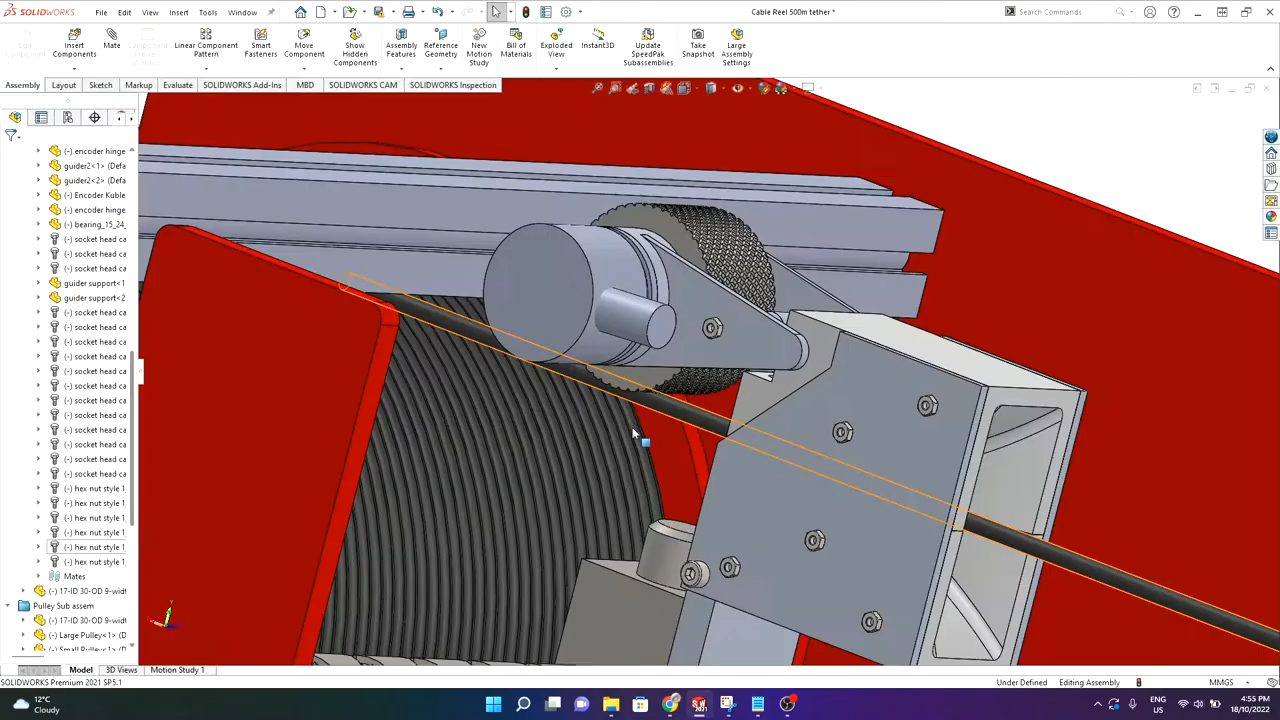 SOLIDWORKS File Edit View Insert Tools Window Cable Reel 500m tether * Search Commands
Insert Components
Mate
Linear Component Pattern
Smart Fasteners
Move Component
Show Hidden Components
Assembly Features
Reference Geometry
New Motion Study
Bill of Materials
Exploded View
Instant3D
Update SpeedPak Subassemblies
Take Snapshot
Large Assembly Settings
Assembly Layout Sketch Markup Evaluate SOLIDWORKS Add-Ins MBD SOLIDWORKS CAM SOLIDWORKS Inspection
(-) encoder hinge
guider2<1> (Defa
guider2<2> (Defa
(-) Encoder Kuble
(-) encoder hinge
(-) bearing_15_24_
(-) socket head ca
(-) socket head ca
(-) socket head ca
guider support<1
guider support<2
(-) socket head ca
(-) socket head ca
(-) socket head ca
(-) socket head ca
(-) socket head ca
(-) socket head ca
(-) socket head ca
(-) socket head ca
(-) socket head ca
(-) socket head ca
(-) socket head ca
(-) socket head ca
(-) hex nut style 1
(-) hex nut style 1
(-) hex nut style 1
(-) hex nut style 1
(-) hex nut style 1
(-) hex nut style 1
Mates
(-) 17-ID 30-OD 9-widt
Pulley Sub assem
(-) 17-ID 30-OD 9-widt
(-) Large Pulley<1> (D
(-) Small Pulley<1> (D
Model 3D Views Motion Study 1
SOLIDWORKS Premium 2021 SP5.1 Under Defined Editing Assembly MMGS
12°C
Cloudy
ENG
US
4:55 PM
18/10/2022